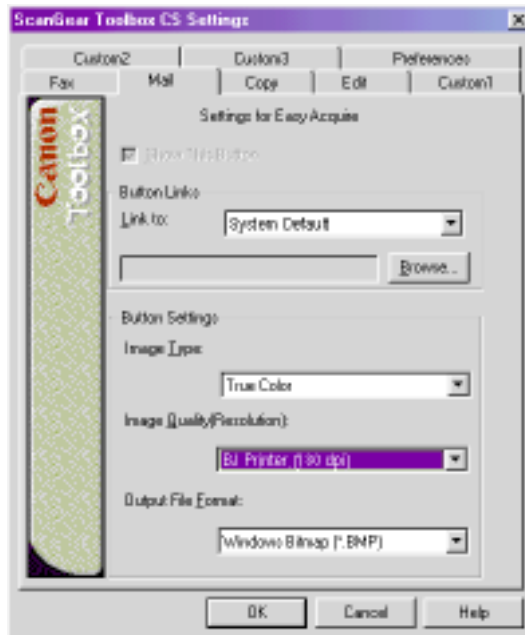 ScanGear Toolbox CS Settings
Custom2 Custom3 Preferences
Fax Mail Copy Edit Custom1
Canon
Toolbox
Settings for Easy Acquire
Show This Button
Button Links
Link to: System Default
Browse...
Button Settings
Image Type:
True Color
Image Quality(Resolution):
BJ Printer (180 dpi)
Output File Format:
Windows Bitmap (*.BMP)
OK Cancel Help